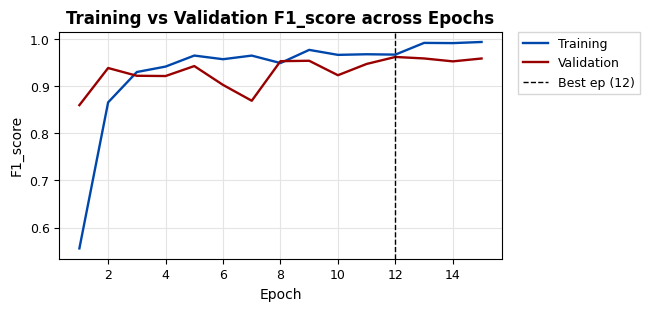 Training vs Validation F1_score across Epochs
1.0
0.9
0.8
0.7
0.6
F1_score
2
4
6
8
10
12
14
Epoch
Training
Validation
Best ep (12)